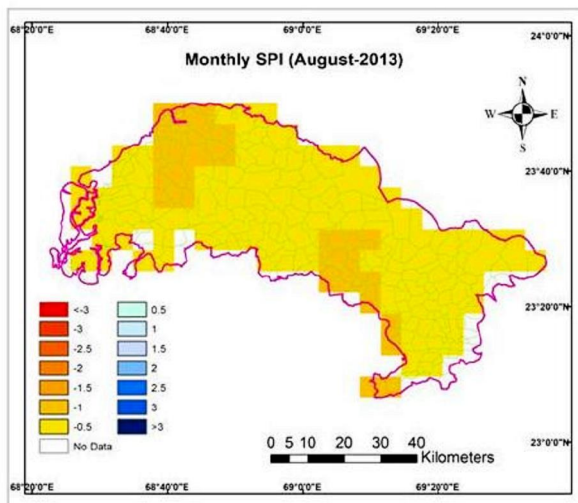 68°20'0"E 68°40'0"E 69°0'0"E 69°20'0"E
24°0'0"N
Monthly SPI (August-2013)
N
W E
S
23°40'0"N
23°20'0"N
<-3 0.5
-3 1
-2.5 1.5
-2 2
-1.5 2.5
-1 3
-0.5 >3
No Data
0 5 10 20 30 40
Kilometers
23°0'0"N
68°20'0"E 68°40'0"E 69°0'0"E 69°20'0"E